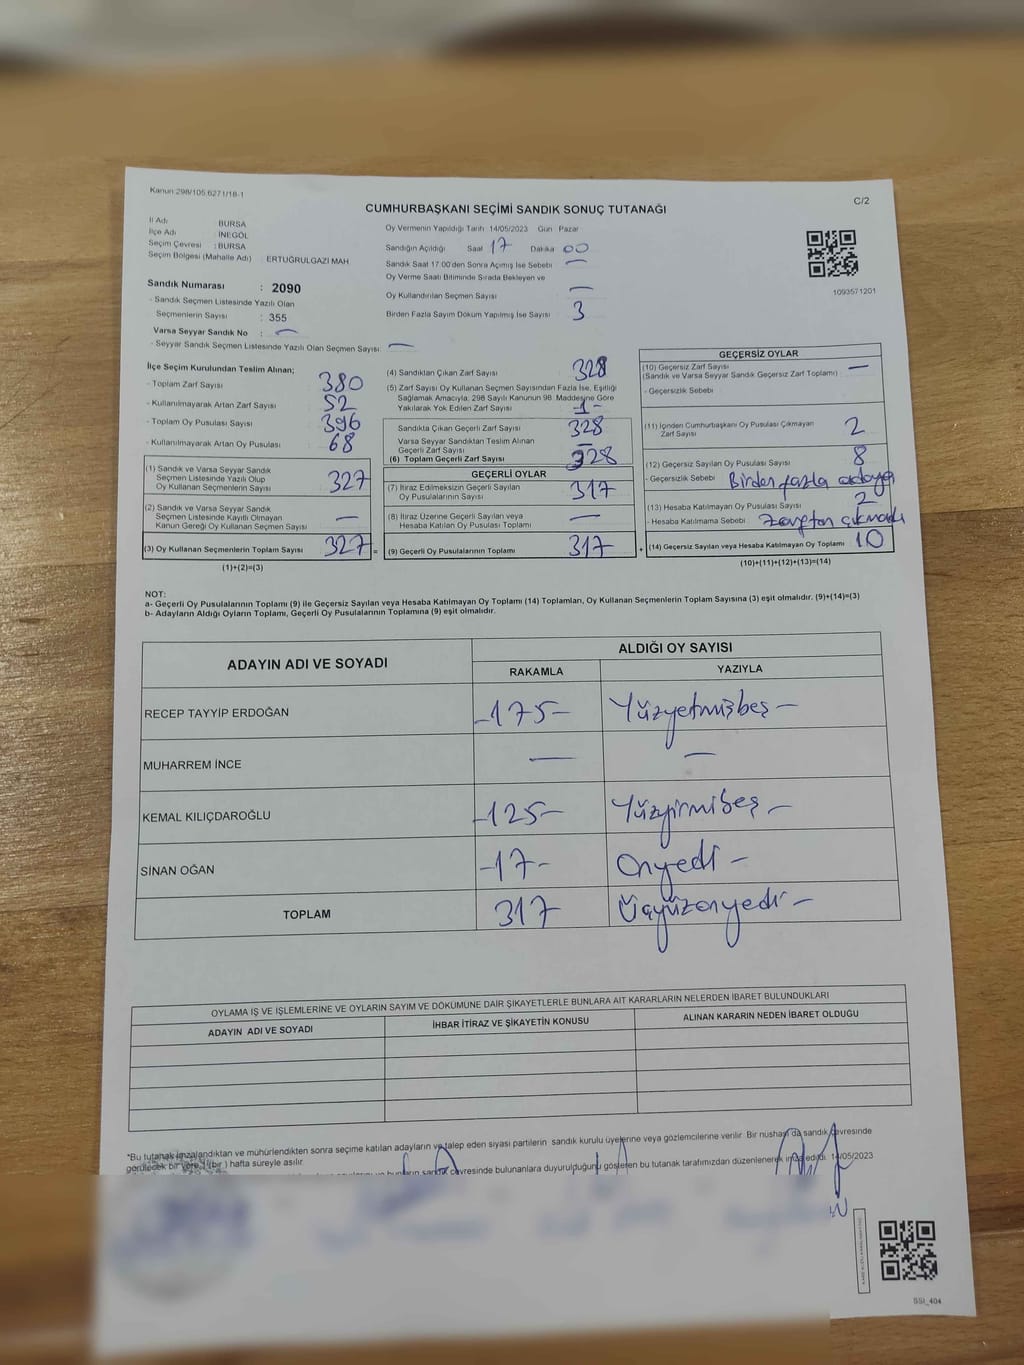 Kanun 298/105 6271/18-1
C/2
CUMHURBAŞKANI SEÇİMİ SANDIK SONUÇ TUTANAĞI
İl Adı : BURSA
İlçe Adı : İNEGÖL
Seçim Çevresi : BURSA
Seçim Bölgesi (Mahalle Adı) : ERTUĞRULGAZİ MAH.
Sandık Numarası : 2090
- Sandık Seçmen Listesinde Yazılı Olan
Seçmenlerin Sayısı : 355
Varsa Seyyar Sandık No : —
- Seyyar Sandık Seçmen Listesinde Yazılı Olan Seçmen Sayısı: —
Oy Vermenin Yapıldığı Tarih 14/05/2023 Gün Pazar
Sandığın Açıldığı Saat 17 Dakika 00
Sandık Saat 17:00'den Sonra Açılmış İse Sebebi —
Oy Verme Saati Bitiminde Sırada Bekleyen ve
Oy Kullandırılan Seçmen Sayısı —
Birden Fazla Sayım Döküm Yapılmış İse Sayısı 3
1093571201
İlçe Seçim Kurulundan Teslim Alınan;
- Toplam Zarf Sayısı 380
- Kullanılmayarak Artan Zarf Sayısı 52
- Toplam Oy Pusulası Sayısı 396
- Kullanılmayarak Artan Oy Pusulası 68
(1) Sandık ve Varsa Seyyar Sandık
Seçmen Listesinde Yazılı Olup
Oy Kullanan Seçmenlerin Sayısı 327
(2) Sandık ve Varsa Seyyar Sandık
Seçmen Listesinde Kayıtlı Olmayan
Kanun Gereği Oy Kullanan Seçmen Sayısı —
(3) Oy Kullanan Seçmenlerin Toplam Sayısı 327 =
(1)+(2)=(3)
(4) Sandıktan Çıkan Zarf Sayısı 328
(5) Zarf Sayısı Oy Kullanan Seçmen Sayısından Fazla İse, Eşitliği
Sağlamak Amacıyla, 298 Sayılı Kanunun 98. Maddesine Göre
Yakılarak Yok Edilen Zarf Sayısı -1-
Sandıkta Çıkan Geçerli Zarf Sayısı 328
Varsa Seyyar Sandıktan Teslim Alınan
Geçerli Zarf Sayısı —
(6) Toplam Geçerli Zarf Sayısı 328
GEÇERLİ OYLAR
(7) İtiraz Edilmeksizin Geçerli Sayılan
Oy Pusulalarının Sayısı 317
(8) İtiraz Üzerine Geçerli Sayılan veya
Hesaba Katılan Oy Pusulası Toplamı —
(9) Geçerli Oy Pusulalarının Toplamı 317 +
GEÇERSİZ OYLAR
(10) Geçersiz Zarf Sayısı —
(Sandık ve Varsa Seyyar Sandık Geçersiz Zarf Toplamı)
- Geçersizlik Sebebi
(11) İçinden Cumhurbaşkanı Oy Pusulası Çıkmayan
Zarf Sayısı 2
(12) Geçersiz Sayılan Oy Pusulası Sayısı 8
- Geçersizlik Sebebi Birden fazla adaya
(13) Hesaba Katılmayan Oy Pusulası Sayısı 2
- Hesaba Katılmama Sebebi zarftan çıkmadı
(14) Geçersiz Sayılan veya Hesaba Katılmayan Oy Toplamı 10
(10)+(11)+(12)+(13)=(14)
NOT:
a- Geçerli Oy Pusulalarının Toplamı (9) ile Geçersiz Sayılan veya Hesaba Katılmayan Oy Toplamı (14) Toplamları, Oy Kullanan Seçmenlerin Toplam Sayısına (3) eşit olmalıdır. (9)+(14)=(3)
b- Adayların Aldığı Oyların Toplamı, Geçerli Oy Pusulalarının Toplamına (9) eşit olmalıdır.
ADAYIN ADI VE SOYADI
ALDIĞI OY SAYISI
RAKAMLA YAZIYLA
RECEP TAYYİP ERDOĞAN -175- Yüzyetmişbeş —
MUHARREM İNCE — —
KEMAL KILIÇDAROĞLU -125- Yüzyirmibeş —
SİNAN OĞAN -17- Onyedi —
TOPLAM 317 Üçyüzonyedi —
OYLAMA İŞ VE İŞLEMLERİNE VE OYLARIN SAYIM VE DÖKÜMÜNE DAİR ŞİKAYETLERLE BUNLARA AİT KARARLARIN NELERDEN İBARET BULUNDUKLARI
ADAYIN ADI VE SOYADI İHBAR İTİRAZ VE ŞİKAYETİN KONUSU ALINAN KARARIN NEDEN İBARET OLDUĞU
*Bu tutanak imzalandıktan ve mühürlendikten sonra seçime katılan adayların ve talep eden siyasi partilerin sandık kurulu üyelerine veya gözlemcilerine verilir. Bir nüshası da sandık çevresinde
görülecek bir yere 1 (bir) hafta süreyle asılır.
sandık çevresinde bulunanlara duyurulduğunu gösteren bu tutanak tarafımızdan düzenlenerek imza edildi. 14/05/2023
SSİ_404